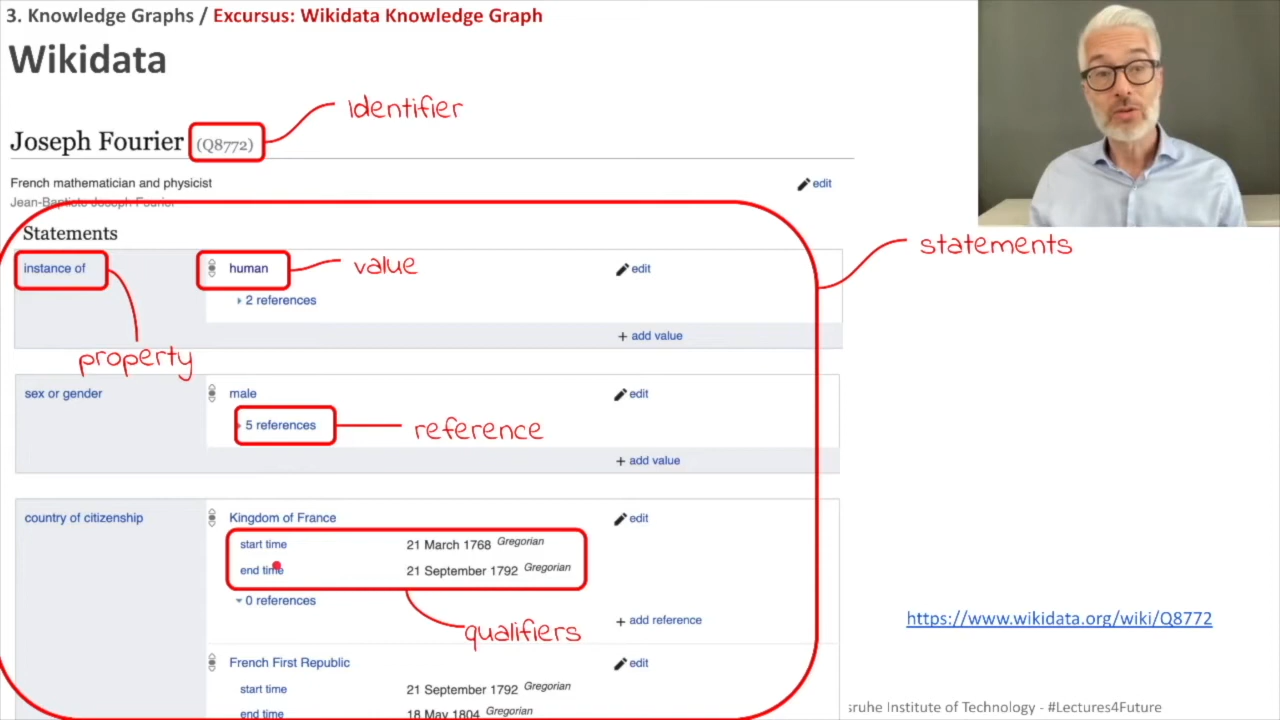 3. Knowledge Graphs / Excursus: Wikidata Knowledge Graph
Wikidata
Identifier
Joseph Fourier (Q8772)
French mathematician and physicist
edit
Jean-Baptiste Joseph Fourier
Statements
statements
instance of
human
value
edit
2 references
+ add value
property
sex or gender
male
edit
5 references
reference
+ add value
country of citizenship
Kingdom of France
edit
start time 21 March 1768 Gregorian
end time 21 September 1792 Gregorian
0 references
+ add reference
qualifiers
https://www.wikidata.org/wiki/Q8772
French First Republic
edit
start time 21 September 1792 Gregorian
end time 18 May 1804 Gregorian
Institute of Technology - #Lectures4Future